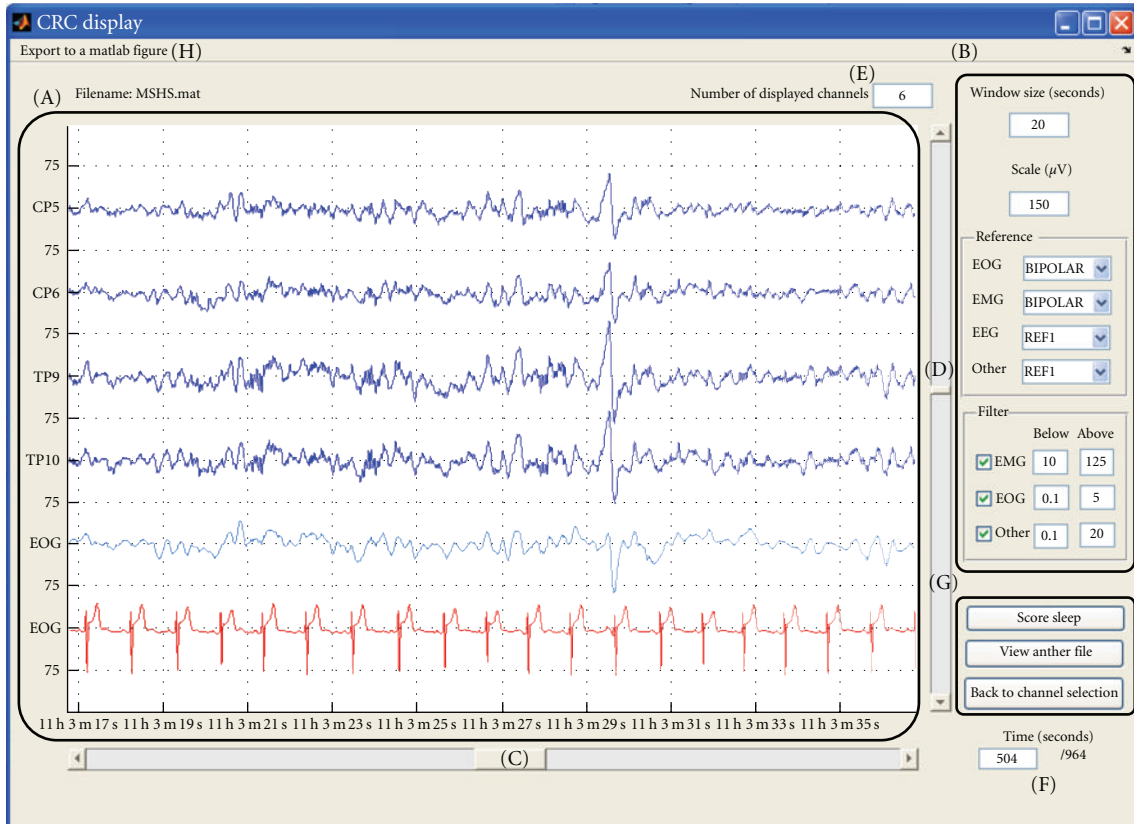 CRC display
Export to a matlab figure (H)
(B)
(E)
(A) Filename: MSHS.mat
Number of displayed channels 6
75
CP5
75
CP6
75
TP9
75
TP10
75
EOG
75
EOG
75
11 h 3 m 17 s 11 h 3 m 19 s 11 h 3 m 21 s 11 h 3 m 23 s 11 h 3 m 25 s 11 h 3 m 27 s 11 h 3 m 29 s 11 h 3 m 31 s 11 h 3 m 33 s 11 h 3 m 35 s
(C)
(D)
Window size (seconds)
20
Scale (μV)
150
Reference
EOG BIPOLAR
EMG BIPOLAR
EEG REF1
Other REF1
Filter
Below Above
EMG 10 125
EOG 0.1 5
Other 0.1 20
(G)
Score sleep
View anther file
Back to channel selection
Time (seconds)
504 /964
(F)